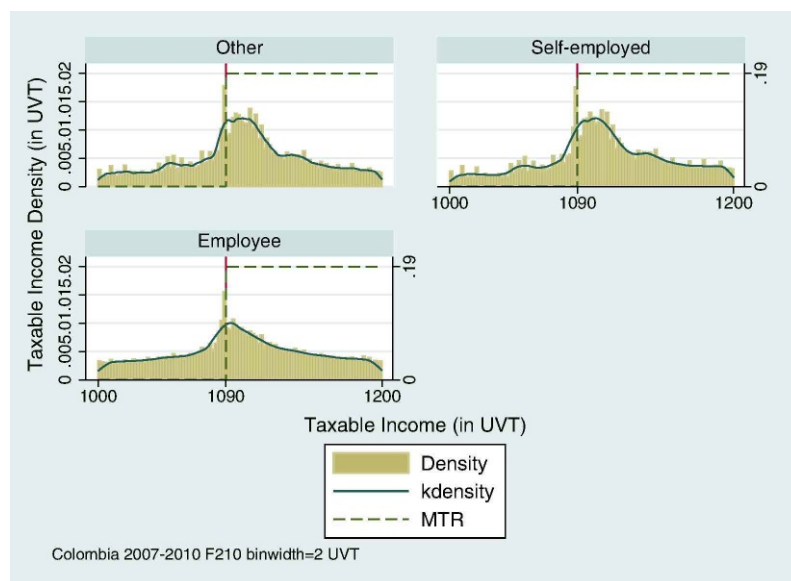 Other
Self-employed
Employee
Taxable Income Density (in UVT)
0 .005.01.015.02
0 .005.01.015.02
0 .19
0 .19
1000 1090 1200
1000 1090 1200
Taxable Income (in UVT)
Density
kdensity
MTR
Colombia 2007-2010 F210 binwidth=2 UVT